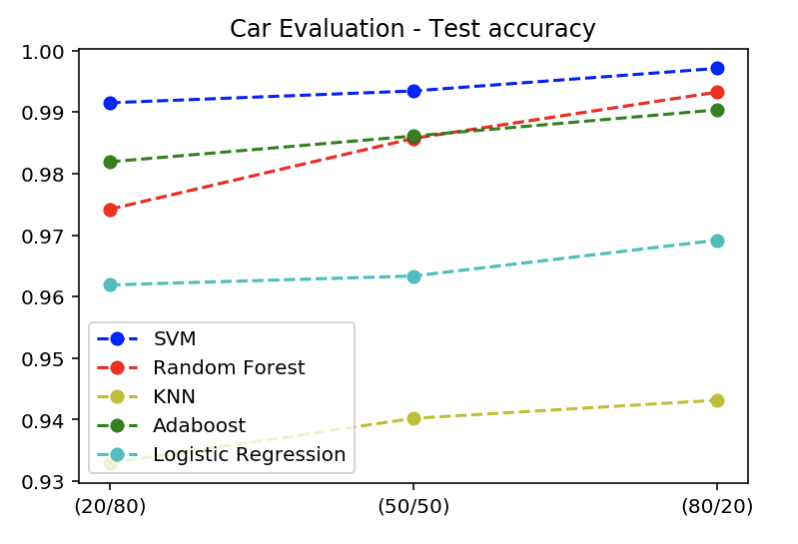 Car Evaluation - Test accuracy
1.00
0.99
0.98
0.97
0.96
0.95
0.94
0.93
SVM
Random Forest
KNN
Adaboost
Logistic Regression
(20/80) (50/50) (80/20)